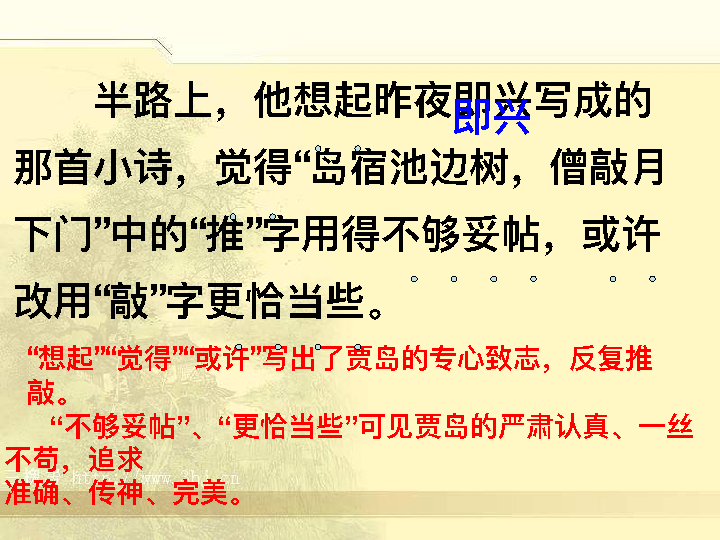 半路上，他想起昨夜即兴写成的
即兴
那首小诗，觉得“岛宿池边树，僧敲月
下门”中的“推”字用得不够妥帖，或许
改用“敲”字更恰当些。
“想起”“觉得”“或许”写出了贾岛的专心致志，反复推
敲。
“不够妥帖”、“更恰当些”可见贾岛的严肃认真、一丝
不苟，追求
准确、传神、完美。